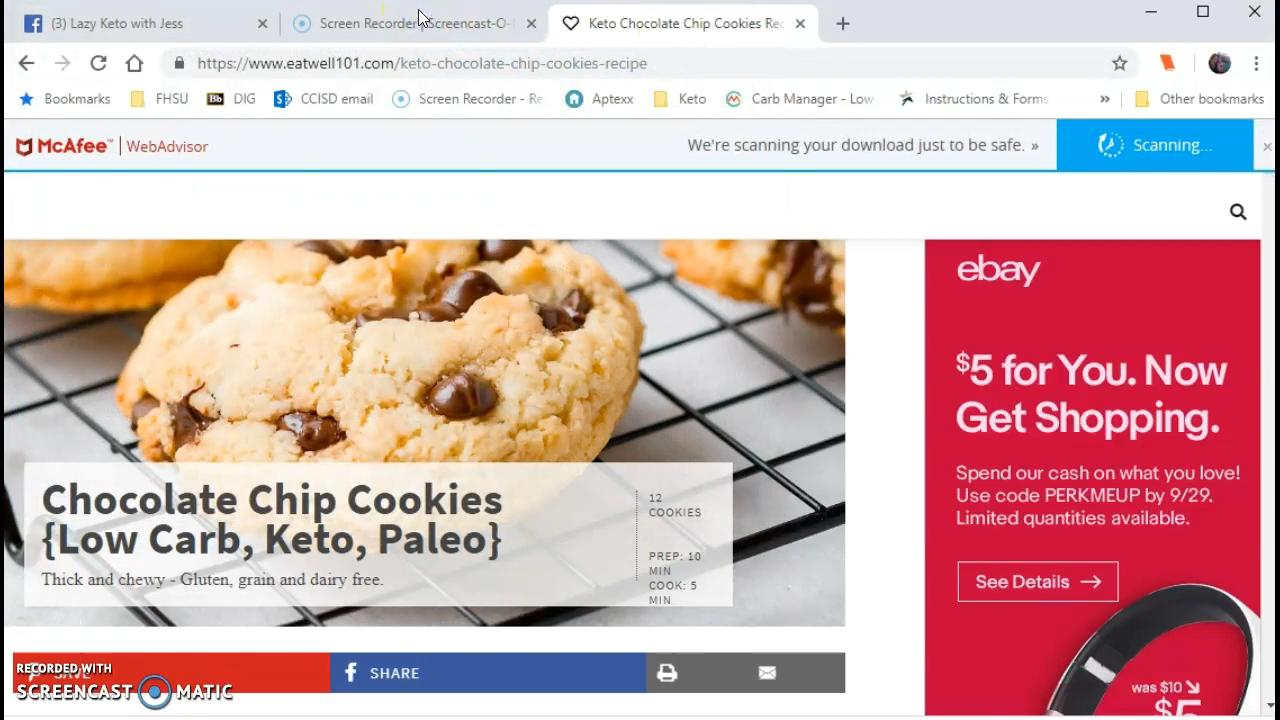 (3) Lazy Keto with Jess
Screen Recorder | Screencast-O-
Keto Chocolate Chip Cookies Rec
https://www.eatwell101.com/keto-chocolate-chip-cookies-recipe
Bookmarks
FHSU
Bb DIG
CCISD email
Screen Recorder - Re
Aptexx
Keto
Carb Manager - Low
Instructions & Forms
»
Other bookmarks
McAfee™ | WebAdvisor
We're scanning your download just to be safe. »
Scanning...
ebay
$5 for You. Now
Get Shopping.
Spend our cash on what you love!
Use code PERKMEUP by 9/29.
Limited quantities available.
See Details →
was $10
$5
Chocolate Chip Cookies
{Low Carb, Keto, Paleo}
Thick and chewy - Gluten, grain and dairy free.
12
COOKIES
PREP: 10
MIN
COOK: 5
MIN
SAVE
SHARE
RECORDED WITH
SCREENCAST MATIC